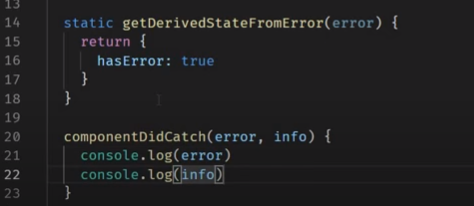 13
14 static getDerivedStateFromError(error) {
15 return {
16 hasError: true
17 }
18 }
19
20 componentDidCatch(error, info) {
21 console.log(error)
22 console.log(info)
23 }